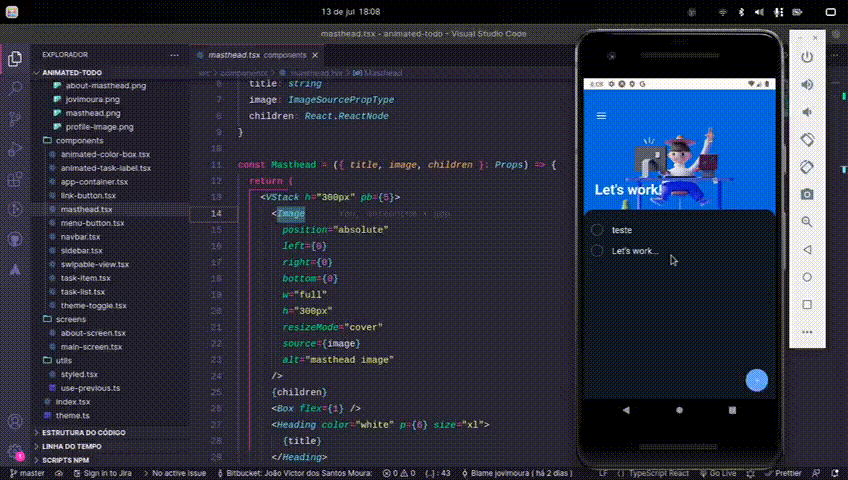 13 de jul 18:08
masthead.tsx - animated-todo - Visual Studio Code
EXPLORADOR
ANIMATED-TODO
about-masthead.png
jovimoura.png
masthead.png
profile-image.png
components
animated-color-box.tsx
animated-task-label.tsx
app-container.tsx
link-button.tsx
masthead.tsx
menu-button.tsx
navbar.tsx
sidebar.tsx
swipable-view.tsx
task-item.tsx
task-list.tsx
theme-toggle.tsx
screens
about-screen.tsx
main-screen.tsx
utils
styled.tsx
use-previous.ts
index.tsx
theme.ts
ESTRUTURA DO CÓDIGO
LINHA DO TEMPO
SCRIPTS NPM
masthead.tsx components
src > components > masthead.tsx > Masthead
6 title: string
7 image: ImageSourcePropType
8 children: React.ReactNode
9 }
10
11 const Masthead = ({ title, image, children }: Props) => {
12 return (
13 <VStack h="300px" pb={5}>
14 <Image
15 position="absolute"
16 left={0}
17 right={0}
18 bottom={0}
19 w="full"
20 h="300px"
21 resizeMode="cover"
22 source={image}
23 alt="masthead image"
24 />
25 {children}
26 <Box flex={1} />
27 <Heading color="white" p={6} size="xl">
28 {title}
29 </Heading>
6:08
Let's work!
teste
Let's work...
master
Sign in to Jira
No active issue
Bitbucket: João Victor dos Santos Moura:
0 0
{..} : 43
Blame jovimoura ( há 2 dias )
LF
{} TypeScript React
Go Live
Prettier